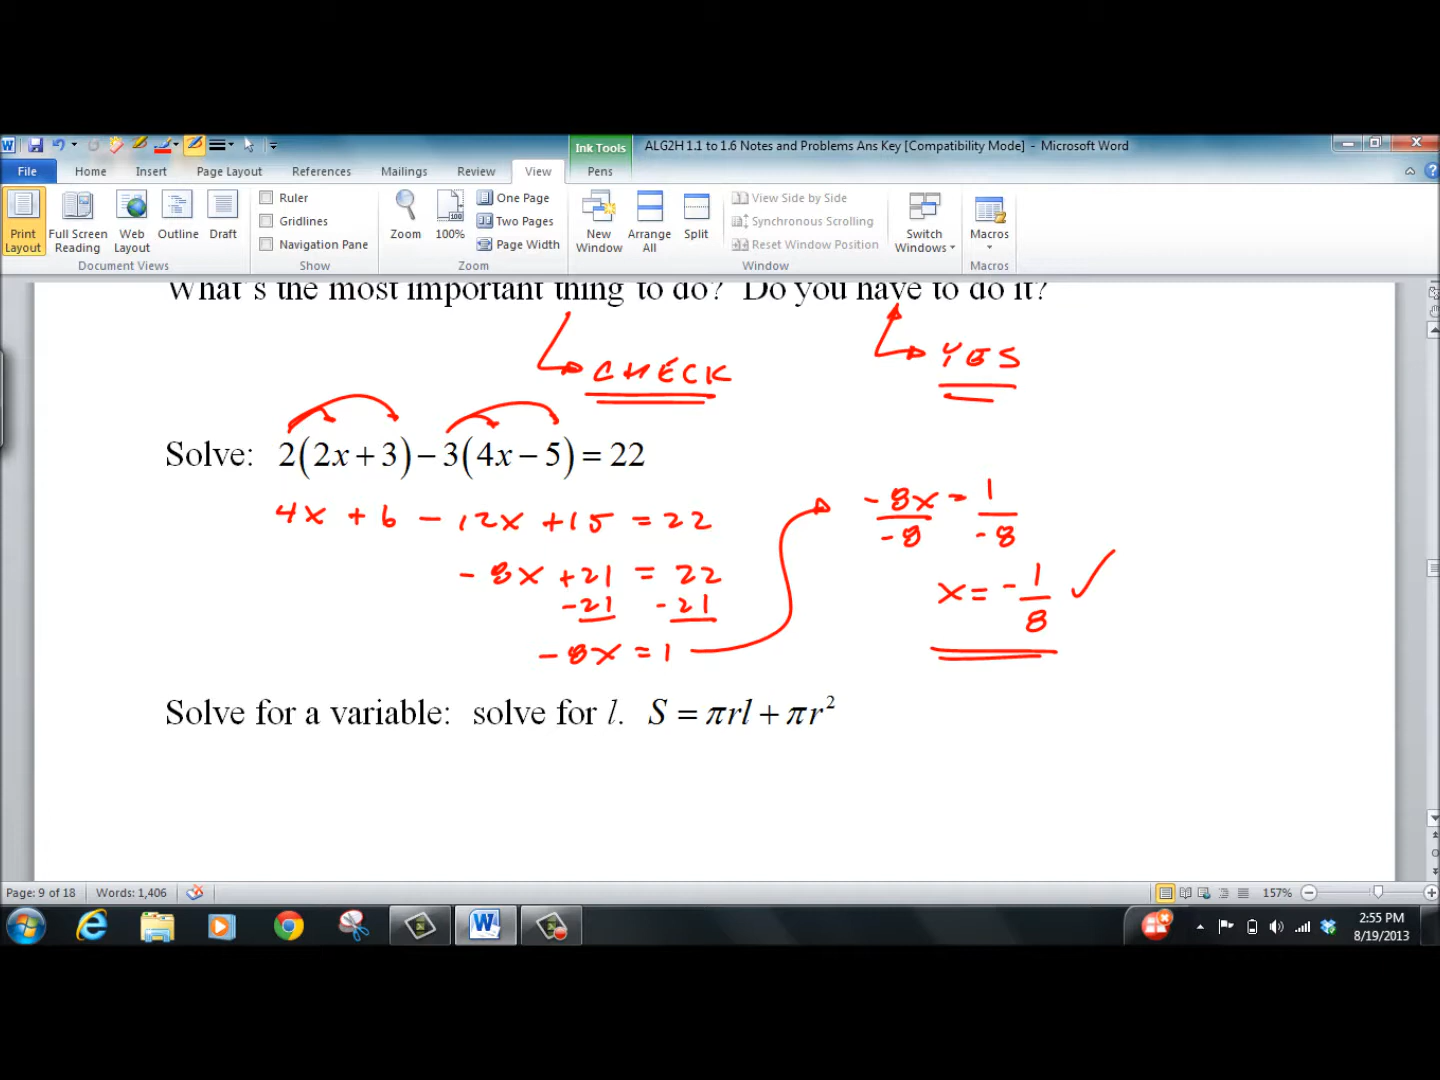 Ink Tools
ALG2H 1.1 to 1.6 Notes and Problems Ans Key [Compatibility Mode] - Microsoft Word
File Home Insert Page Layout References Mailings Review View Pens
Print Layout
Full Screen Reading
Web Layout
Outline
Draft
Document Views
Ruler
Gridlines
Navigation Pane
Show
Zoom
100%
One Page
Two Pages
Page Width
Zoom
New Window
Arrange All
Split
View Side by Side
Synchronous Scrolling
Reset Window Position
Window
Switch Windows
Macros
Macros
What's the most important thing to do? Do you have to do it?
CHECK YES
Solve: 2(2x+3)−3(4x−5)=22
4x + 6 - 12x + 15 = 22
-8x + 21 = 22
-21 -21
-8x = 1
-8x = 1
-8 -8
x = -1/8 ✓
Solve for a variable: solve for l. S = πrl + πr²
Page: 9 of 18 Words: 1,406 157%
2:55 PM
8/19/2013